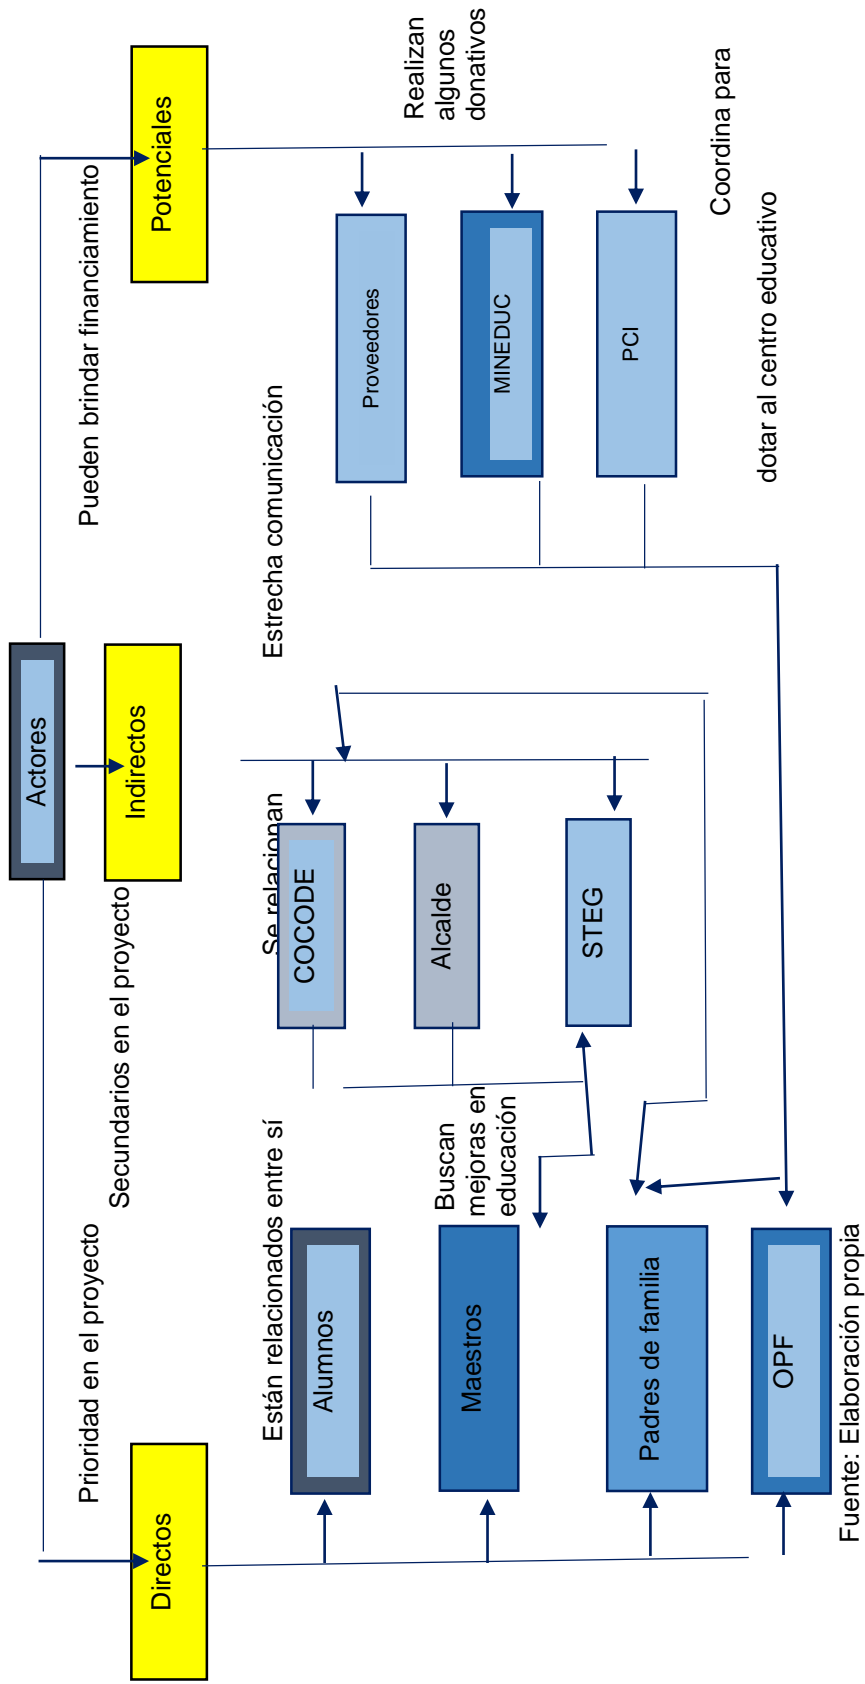 Actores
Pueden brindar financiamiento
Prioridad en el proyecto
Secundarios en el proyecto
Directos
Indirectos
Potenciales
Están relacionados entre sí
Se relacionan
Estrecha comunicación
Alumnos
COCODE
Proveedores
Realizan
algunos
donativos
Buscan
mejoras en
educación
Maestros
Alcalde
MINEDUC
Padres de familia
STEG
PCI
Coordina para
dotar al centro educativo
OPF
Fuente: Elaboración propia